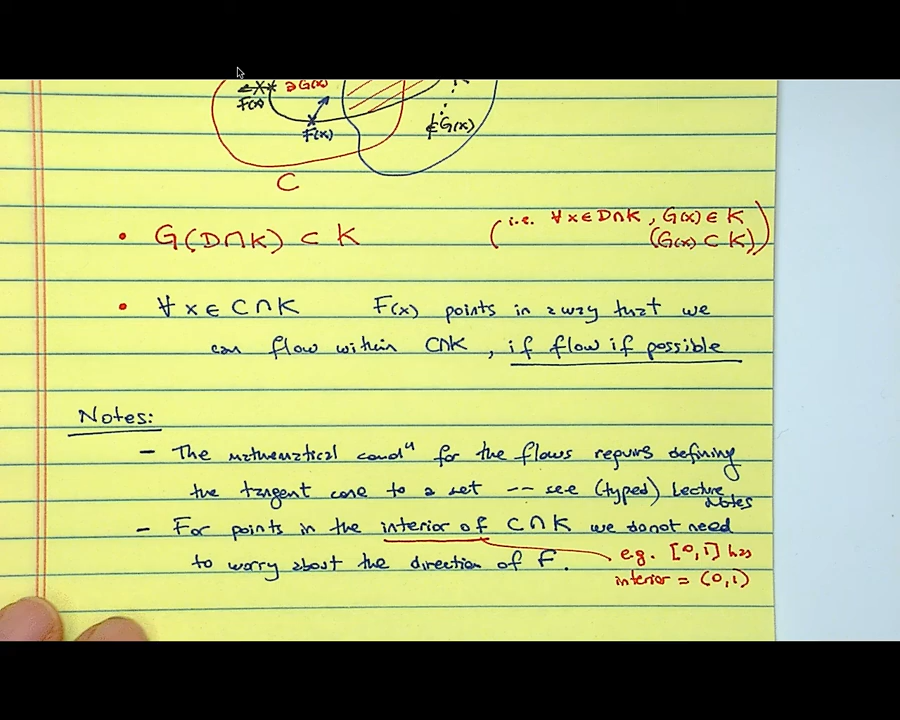 F(x) ∋ G(x)
F(x) ∉ G(x)
C
• G(D∩K) ⊂ K (i.e. ∀ x ∈ D∩K, G(x) ∈ K
(G(x) ⊂ K))
• ∀ x ∈ C∩K F(x) points in a way that we
can flow within C∩K, if flow if possible
Notes:
- The mathematical condⁿ for the flows requires defining
the tangent cone to a set -- see (typed) Lecture
Notes
- For points in the interior of C∩K we do not need
to worry about the direction of F.
e.g. [0,1] has
interior = (0,1)